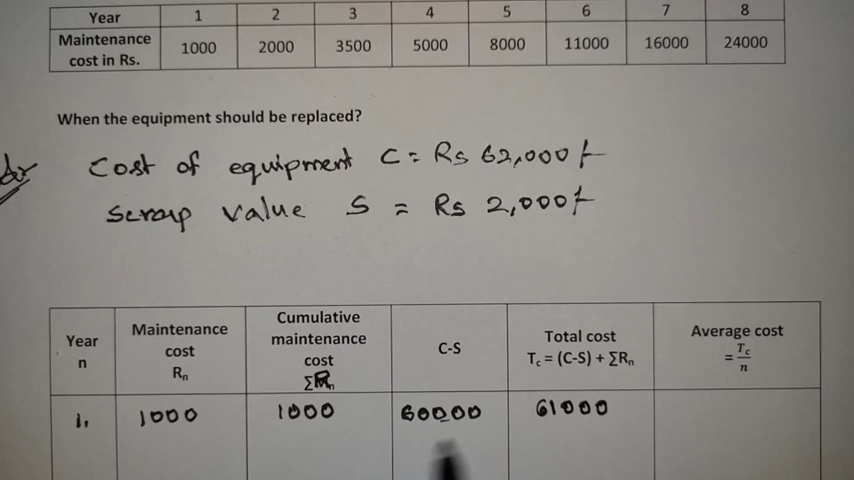 Year 1 2 3 4 5 6 7 8
Maintenance cost in Rs. 1000 2000 3500 5000 8000 11000 16000 24000
When the equipment should be replaced?
Cost of equipment C = Rs 62,000/-
Scrap value S = Rs 2,000/-
Year n Maintenance cost Rn Cumulative maintenance cost ∑Rn C-S Total cost Tc = (C-S) + ∑Rn Average cost = Tc/n
1. 1000 1000 60000 61000